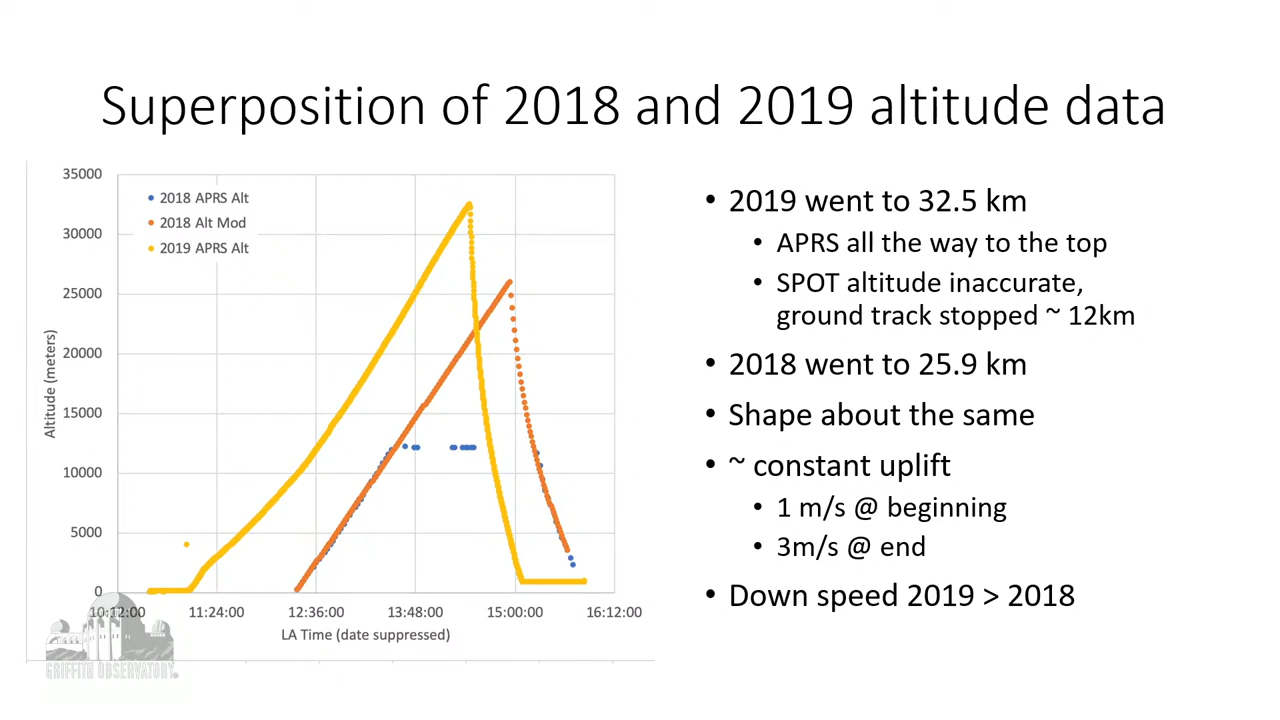 Superposition of 2018 and 2019 altitude data
35000
30000
25000
20000
15000
10000
5000
0
Altitude (meters)
2018 APRS Alt
2018 Alt Mod
2019 APRS Alt
10:12:00 11:24:00 12:36:00 13:48:00 15:00:00 16:12:00
LA Time (date suppressed)
GRIFFITH OBSERVATORY
• 2019 went to 32.5 km
• APRS all the way to the top
• SPOT altitude inaccurate,
ground track stopped ~ 12km
• 2018 went to 25.9 km
• Shape about the same
• ~ constant uplift
• 1 m/s @ beginning
• 3m/s @ end
• Down speed 2019 > 2018